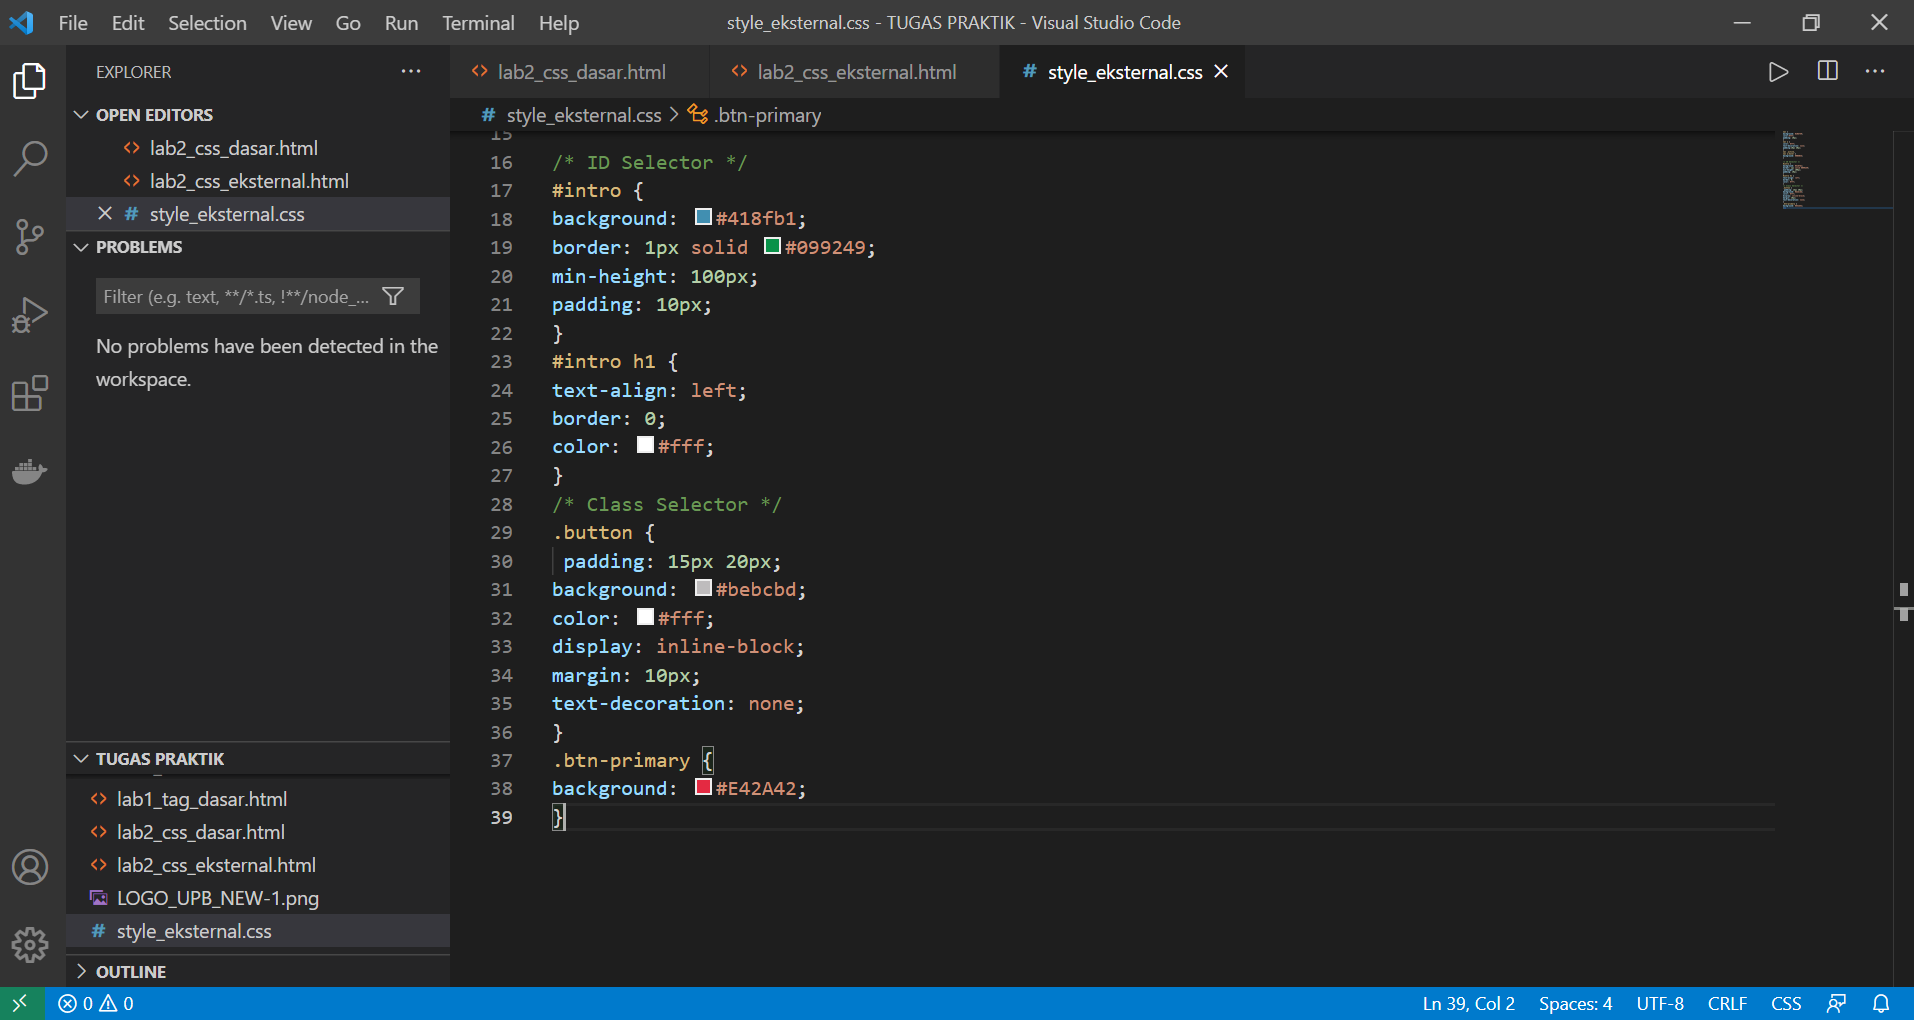 File Edit Selection View Go Run Terminal Help
style_eksternal.css - TUGAS PRAKTIK - Visual Studio Code
EXPLORER
OPEN EDITORS
lab2_css_dasar.html
lab2_css_eksternal.html
style_eksternal.css
PROBLEMS
Filter (e.g. text, **/*.ts, !**/node_...
No problems have been detected in the
workspace.
TUGAS PRAKTIK
lab1_tag_dasar.html
lab2_css_dasar.html
lab2_css_eksternal.html
LOGO_UPB_NEW-1.png
# style_eksternal.css
OUTLINE
lab2_css_dasar.html lab2_css_eksternal.html # style_eksternal.css
# style_eksternal.css > .btn-primary
15
16 /* ID Selector */
17 #intro {
18 background: #418fb1;
19 border: 1px solid #099249;
20 min-height: 100px;
21 padding: 10px;
22 }
23 #intro h1 {
24 text-align: left;
25 border: 0;
26 color: #fff;
27 }
28 /* Class Selector */
29 .button {
30 padding: 15px 20px;
31 background: #bebcbd;
32 color: #fff;
33 display: inline-block;
34 margin: 10px;
35 text-decoration: none;
36 }
37 .btn-primary {
38 background: #E42A42;
39 }
0 0
Ln 39, Col 2 Spaces: 4 UTF-8 CRLF CSS